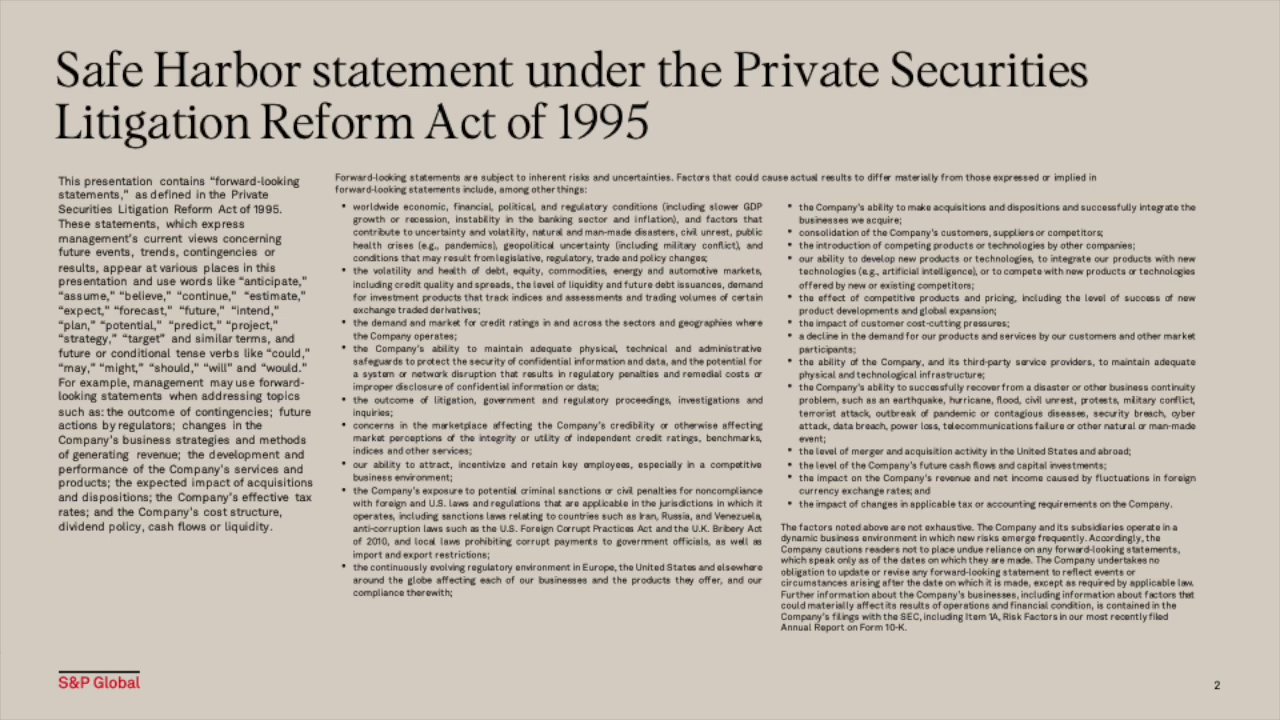 Safe Harbor statement under the Private Securities
Litigation Reform Act of 1995
This presentation contains “forward-looking
statements,” as defined in the Private
Securities Litigation Reform Act of 1995.
These statements, which express
management’s current views concerning
future events, trends, contingencies or
results, appear at various places in this
presentation and use words like “anticipate,”
“assume,” “believe,” “continue,” “estimate,”
“expect,” “forecast,” “future,” “intend,”
“plan,” “potential,” “predict,” “project,”
“strategy,” “target” and similar terms, and
future or conditional tense verbs like “could,”
“may,” “might,” “should,” “will” and “would.”
For example, management may use forward-
looking statements when addressing topics
such as: the outcome of contingencies; future
actions by regulators; changes in the
Company’s business strategies and methods
of generating revenue; the development and
performance of the Company’s services and
products; the expected impact of acquisitions
and dispositions; the Company’s effective tax
rates; and the Company’s cost structure,
dividend policy, cash flows or liquidity.
Forward-looking statements are subject to inherent risks and uncertainties. Factors that could cause actual results to differ materially from those expressed or implied in
forward-looking statements include, among other things:
• worldwide economic, financial, political, and regulatory conditions (including slower GDP
growth or recession, instability in the banking sector and inflation), and factors that
contribute to uncertainty and volatility, natural and man-made disasters, civil unrest, public
health crises (e.g., pandemics), geopolitical uncertainty (including military conflict), and
conditions that may result from legislative, regulatory, trade and policy changes;
• the volatility and health of debt, equity, commodities, energy and automotive markets,
including credit quality and spreads, the level of liquidity and future debt issuances, demand
for investment products that track indices and assessments and trading volumes of certain
exchange traded derivatives;
• the demand and market for credit ratings in and across the sectors and geographies where
the Company operates;
• the Company’s ability to maintain adequate physical, technical and administrative
safeguards to protect the security of confidential information and data, and the potential for
a system or network disruption that results in regulatory penalties and remedial costs or
improper disclosure of confidential information or data;
• the outcome of litigation, government and regulatory proceedings, investigations and
inquiries;
• concerns in the marketplace affecting the Company’s credibility or otherwise affecting
market perceptions of the integrity or utility of independent credit ratings, benchmarks,
indices and other services;
• our ability to attract, incentivize and retain key employees, especially in a competitive
business environment;
• the Company’s exposure to potential criminal sanctions or civil penalties for noncompliance
with foreign and U.S. laws and regulations that are applicable in the jurisdictions in which it
operates, including sanctions laws relating to countries such as Iran, Russia, and Venezuela,
anti-corruption laws such as the U.S. Foreign Corrupt Practices Act and the U.K. Bribery Act
of 2010, and local laws prohibiting corrupt payments to government officials, as well as
import and export restrictions;
• the continuously evolving regulatory environment in Europe, the United States and elsewhere
around the globe affecting each of our businesses and the products they offer, and our
compliance therewith;
• the Company’s ability to make acquisitions and dispositions and successfully integrate the
businesses we acquire;
• consolidation of the Company’s customers, suppliers or competitors;
• the introduction of competing products or technologies by other companies;
• our ability to develop new products or technologies, to integrate our products with new
technologies (e.g., artificial intelligence), or to compete with new products or technologies
offered by new or existing competitors;
• the effect of competitive products and pricing, including the level of success of new
product developments and global expansion;
• the impact of customer cost-cutting pressures;
• a decline in the demand for our products and services by our customers and other market
participants;
• the ability of the Company, and its third-party service providers, to maintain adequate
physical and technological infrastructure;
• the Company’s ability to successfully recover from a disaster or other business continuity
problem, such as an earthquake, hurricane, flood, civil unrest, protests, military conflict,
terrorist attack, outbreak of pandemic or contagious diseases, security breach, cyber
attack, data breach, power loss, telecommunications failure or other natural or man-made
event;
• the level of merger and acquisition activity in the United States and abroad;
• the level of the Company’s future cash flows and capital investments;
• the impact on the Company’s revenue and net income caused by fluctuations in foreign
currency exchange rates; and
• the impact of changes in applicable tax or accounting requirements on the Company.
The factors noted above are not exhaustive. The Company and its subsidiaries operate in a
dynamic business environment in which new risks emerge frequently. Accordingly, the
Company cautions readers not to place undue reliance on any forward-looking statements,
which speak only as of the dates on which they are made. The Company undertakes no
obligation to update or revise any forward-looking statement to reflect events or
circumstances arising after the date on which it is made, except as required by applicable law.
Further information about the Company’s businesses, including information about factors that
could materially affect its results of operations and financial condition, is contained in the
Company’s filings with the SEC, including Item 1A, Risk Factors in our most recently filed
Annual Report on Form 10-K.
S&P Global
2